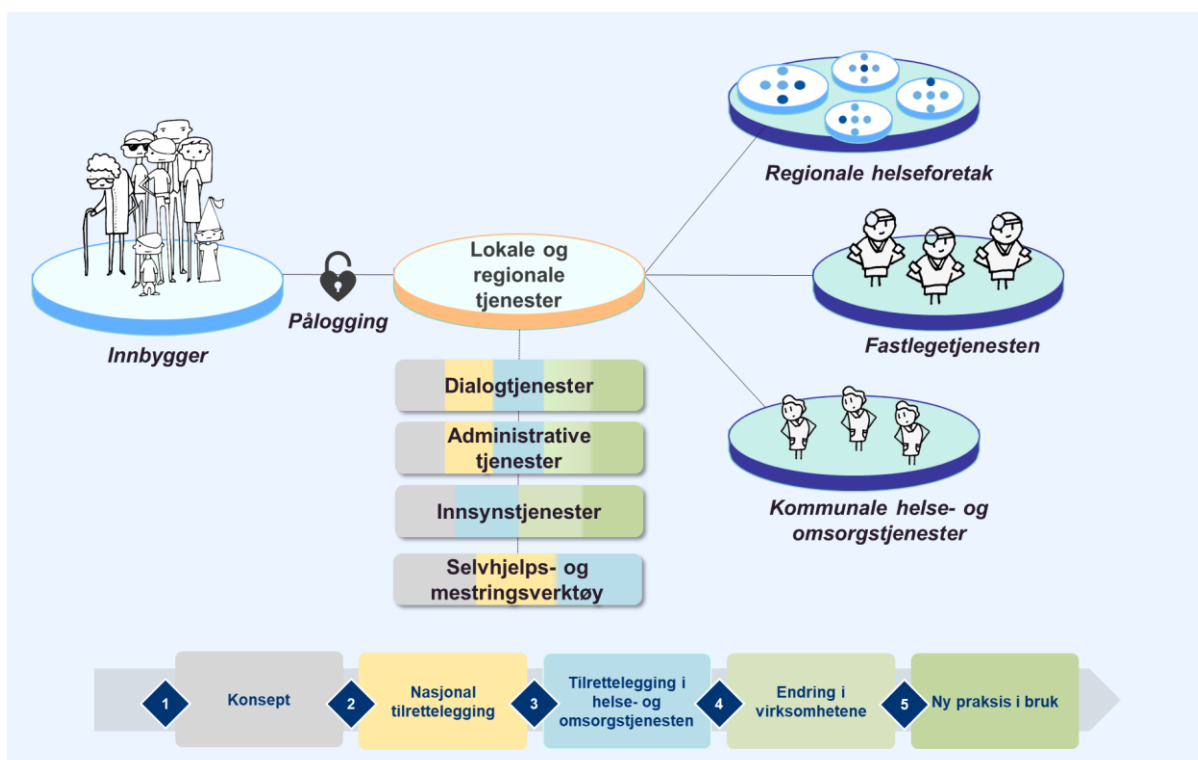 Regionale helseforetak
Lokale og
regionale
tjenester
Pålogging
Innbygger
Fastlegetjenesten
Dialogtjenester
Administrative
tjenester
Innsynstjenester
Selvhjelps- og
mestringsverktøy
Kommunale helse- og
omsorgstjenester
1
Konsept
2
Nasjonal
tilrettelegging
3
Tilrettelegging i
helse- og
omsorgstjenesten
4
Endring i
virksomhetene
5
Ny praksis i bruk